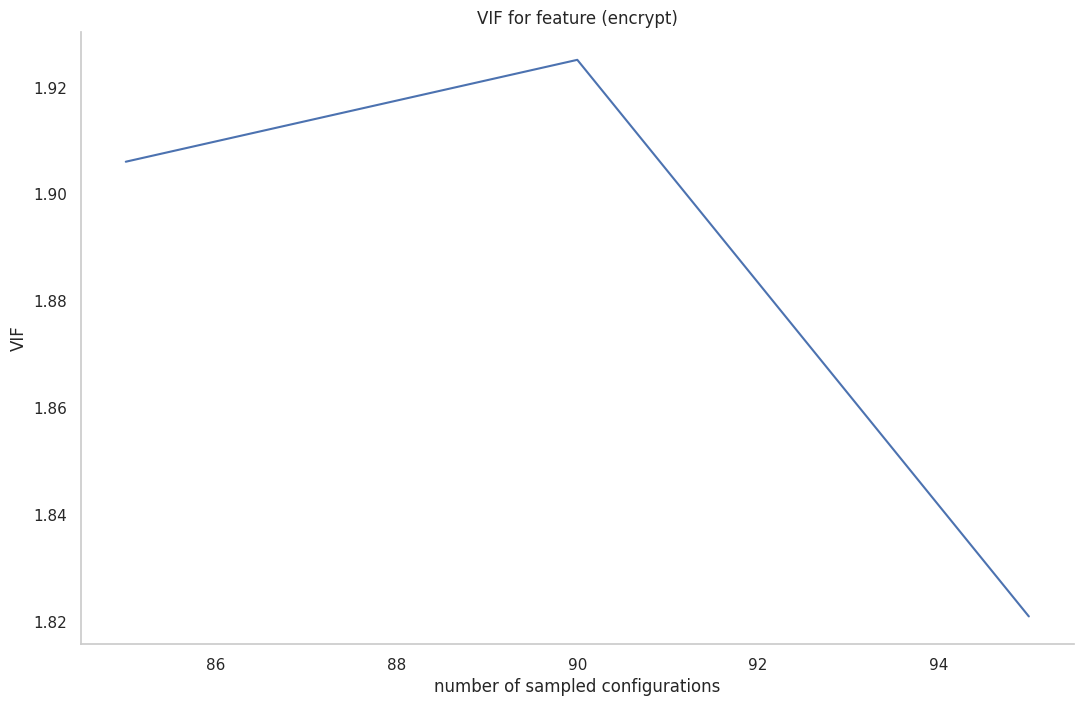 VIF for feature (encrypt)
1.92
1.90
1.88
1.86
1.84
1.82
VIF
86 88 90 92 94
number of sampled configurations